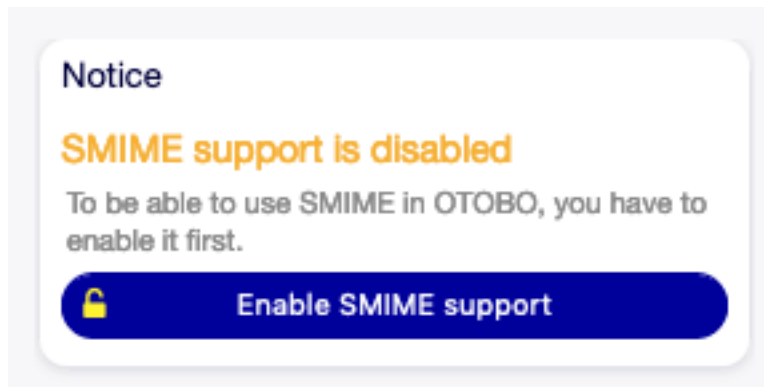 Notice
SMIME support is disabled
To be able to use SMIME in OTOBO, you have to
enable it first.
Enable SMIME support